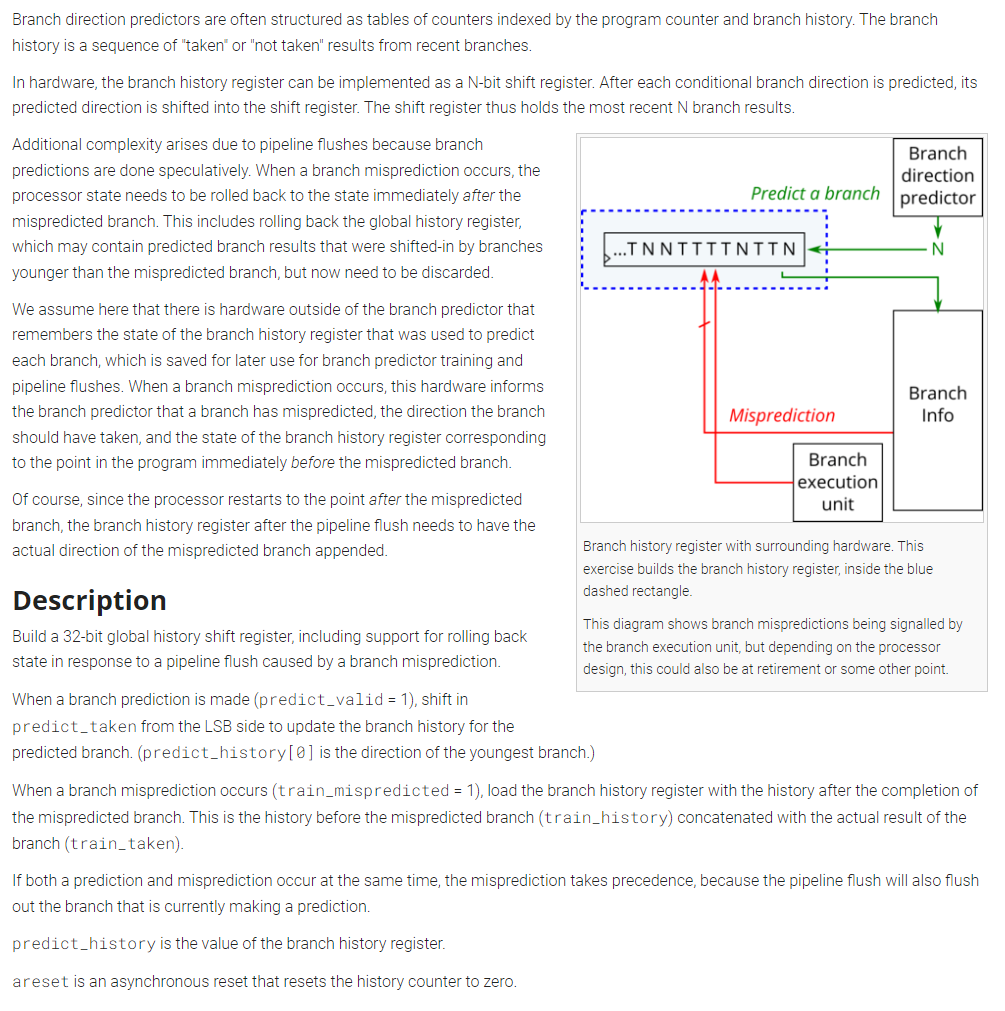 Branch direction predictors are often structured as tables of counters indexed by the program counter and branch history. The branch
history is a sequence of "taken" or "not taken" results from recent branches.
In hardware, the branch history register can be implemented as a N-bit shift register. After each conditional branch direction is predicted, its
predicted direction is shifted into the shift register. The shift register thus holds the most recent N branch results.
Additional complexity arises due to pipeline flushes because branch
predictions are done speculatively. When a branch misprediction occurs, the
processor state needs to be rolled back to the state immediately after the
mispredicted branch. This includes rolling back the global history register,
which may contain predicted branch results that were shifted-in by branches
younger than the mispredicted branch, but now need to be discarded.
We assume here that there is hardware outside of the branch predictor that
remembers the state of the branch history register that was used to predict
each branch, which is saved for later use for branch predictor training and
pipeline flushes. When a branch misprediction occurs, this hardware informs
the branch predictor that a branch has mispredicted, the direction the branch
should have taken, and the state of the branch history register corresponding
to the point in the program immediately before the mispredicted branch.
Of course, since the processor restarts to the point after the mispredicted
branch, the branch history register after the pipeline flush needs to have the
actual direction of the mispredicted branch appended.
Branch
direction
predictor
Predict a branch
...TNNTTTTNTTN
N
Branch
Info
Misprediction
Branch
execution
unit
Branch history register with surrounding hardware. This
exercise builds the branch history register, inside the blue
dashed rectangle.
This diagram shows branch mispredictions being signalled by
the branch execution unit, but depending on the processor
design, this could also be at retirement or some other point.
Description
Build a 32-bit global history shift register, including support for rolling back
state in response to a pipeline flush caused by a branch misprediction.
When a branch prediction is made (predict_valid = 1), shift in
predict_taken from the LSB side to update the branch history for the
predicted branch. (predict_history[0] is the direction of the youngest branch.)
When a branch misprediction occurs (train_mispredicted = 1), load the branch history register with the history after the completion of
the mispredicted branch. This is the history before the mispredicted branch (train_history) concatenated with the actual result of the
branch (train_taken).
If both a prediction and misprediction occur at the same time, the misprediction takes precedence, because the pipeline flush will also flush
out the branch that is currently making a prediction.
predict_history is the value of the branch history register.
areset is an asynchronous reset that resets the history counter to zero.